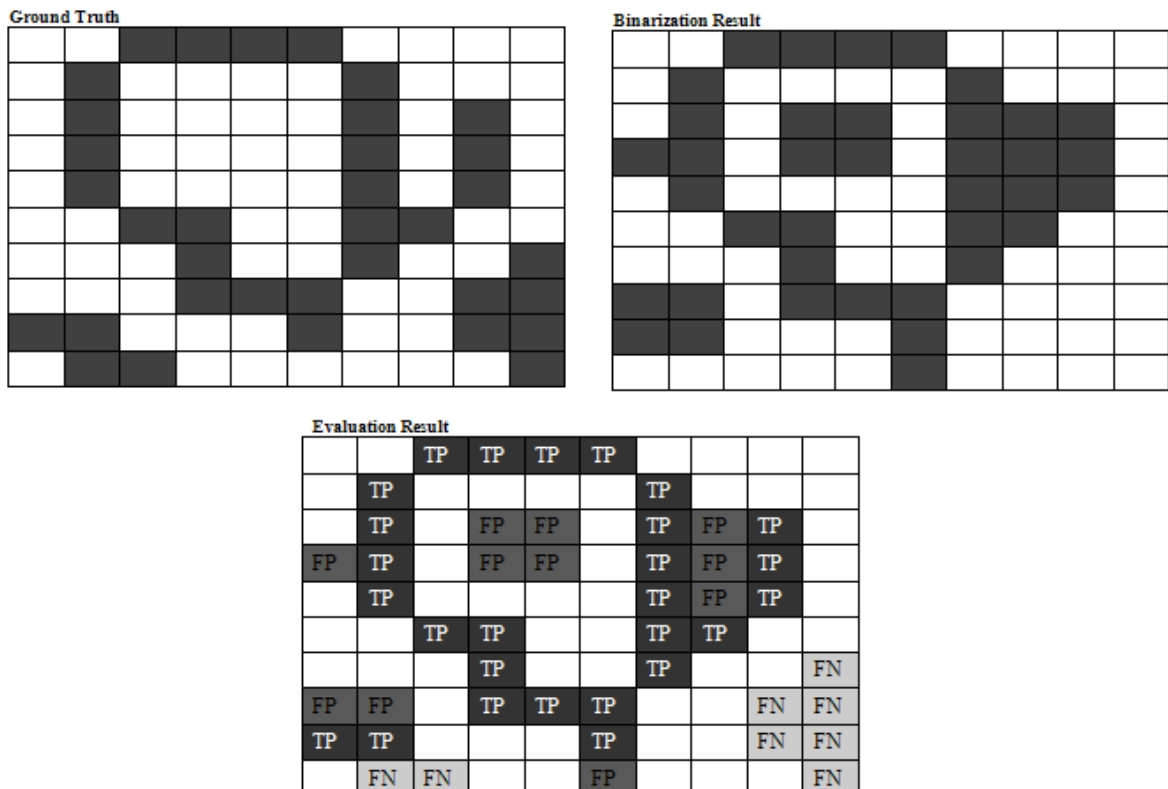 Ground Truth
Binarization Result
Evaluation Result
TP TP TP TP
TP TP
TP FP FP TP FP TP
FP TP FP FP TP FP TP
TP TP FP TP
TP TP TP TP
TP TP FN
FP FP TP TP TP FN FN
TP TP TP FN FN
FN FN FP FN